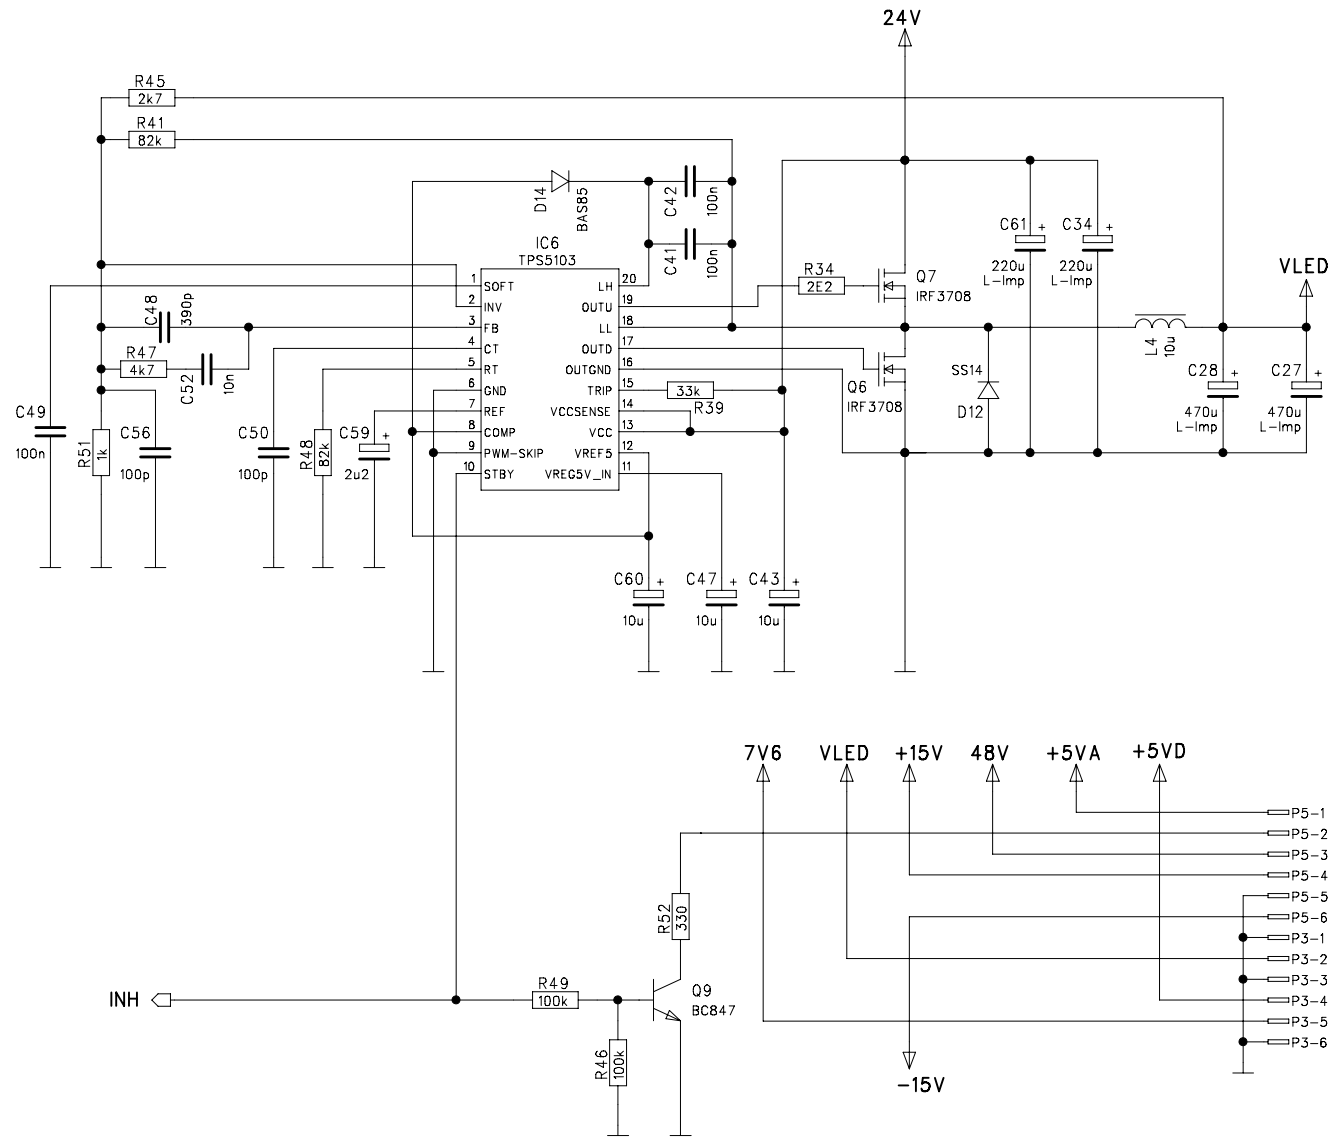 24V
R45
2k7
R41
82k
D14
BAS85
C42
100n
C41
100n
IC6
TPS5103
C61
+
220u
L-Imp
C34
+
220u
L-Imp
VLED
R34
2E2
Q7
IRF3708
1 SOFT
2 INV
3 FB
4 CT
5 RT
6 GND
7 REF
8 COMP
9 PWM-SKIP
10 STBY
20 LH
19 OUTU
18 LL
17 OUTD
16 OUTGND
15 TRIP
14 VCCSENSE
13 VCC
12 VREF5
11 VREG5V_IN
C48
390p
R47
4k7
C52
10n
C49
100n
R51
1k
C56
100p
C50
100p
R48
82k
C59
+
2u2
33k
R39
Q6
IRF3708
SS14
D12
L4
10u
C28
+
470u
L-Imp
C27
+
470u
L-Imp
C60
+
10u
C47
+
10u
C43
+
10u
7V6
VLED
+15V
48V
+5VA
+5VD
P5-1
P5-2
P5-3
P5-4
P5-5
P5-6
P3-1
P3-2
P3-3
P3-4
P3-5
P3-6
R52
330
INH
R49
100k
Q9
BC847
R46
100k
-15V